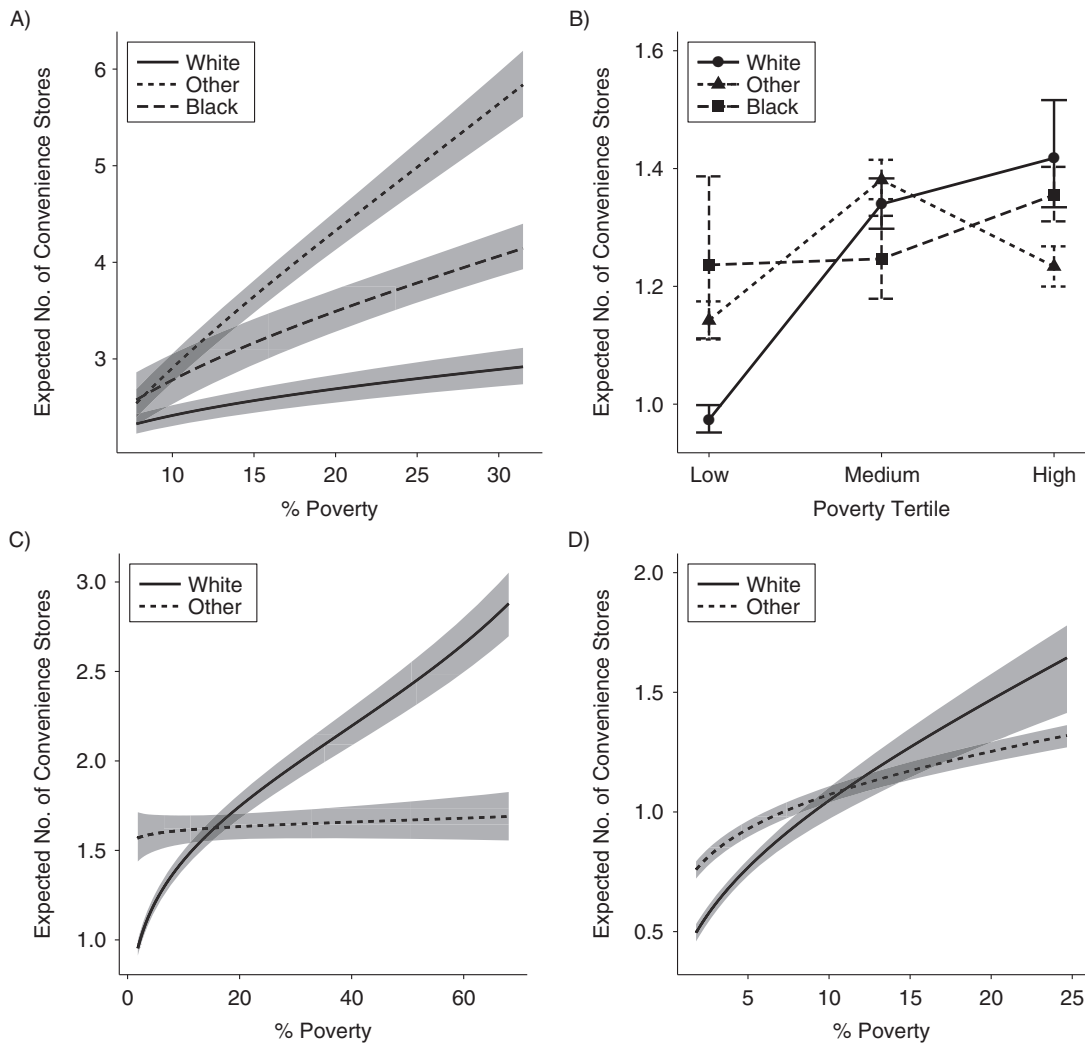 A)
Expected No. of Convenience Stores
6
5
4
3
White
Other
Black
10 15 20 25 30
% Poverty
B)
Expected No. of Convenience Stores
1.6
1.4
1.2
1.0
White
Other
Black
Low Medium High
Poverty Tertile
C)
Expected No. of Convenience Stores
3.0
2.5
2.0
1.5
1.0
White
Other
0 20 40 60
% Poverty
D)
Expected No. of Convenience Stores
2.0
1.5
1.0
0.5
White
Other
5 10 15 20 25
% Poverty